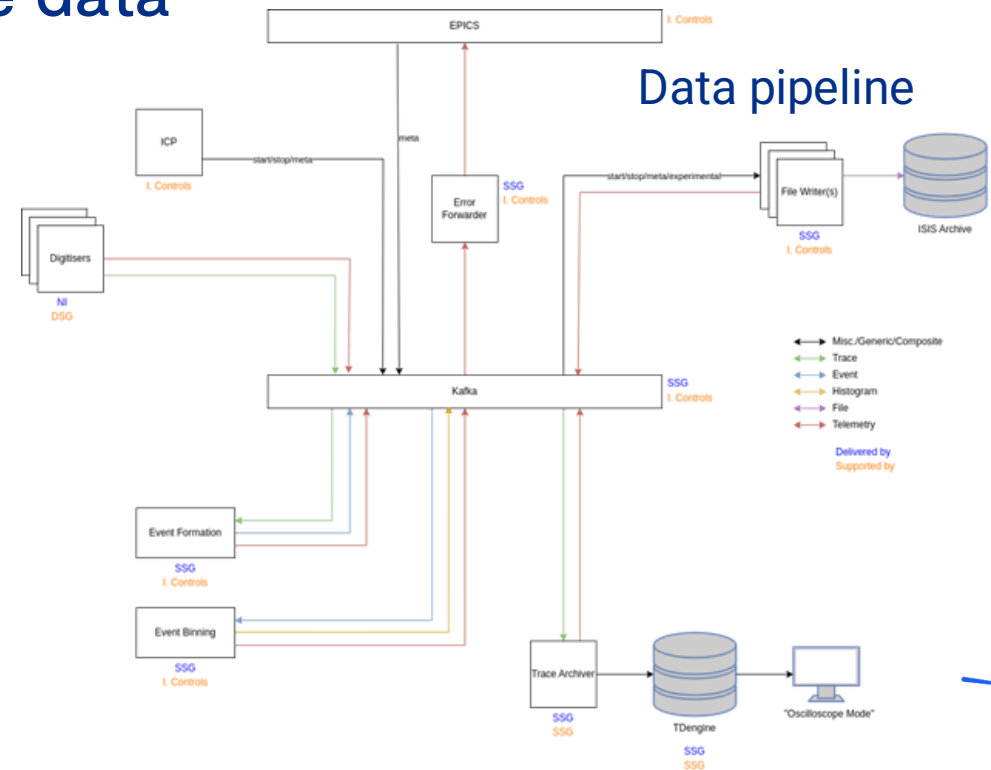 e data
EPICS
I. Controls
Data pipeline
ICP
I. Controls
start/stop/meta
meta
Error
Forwarder
SSG
I. Controls
start/stop/meta/experimental
File Writer(s)
SSG
I. Controls
ISIS Archive
Digitisers
NI
DSG
Misc./Generic/Composite
Trace
Event
Histogram
File
Telemetry
Delivered by
Supported by
Kafka
SSG
I. Controls
Event Formation
SSG
I. Controls
Event Binning
SSG
I. Controls
Trace Archiver
SSG
SSG
TDengine
SSG
SSG
"Oscilloscope Mode"